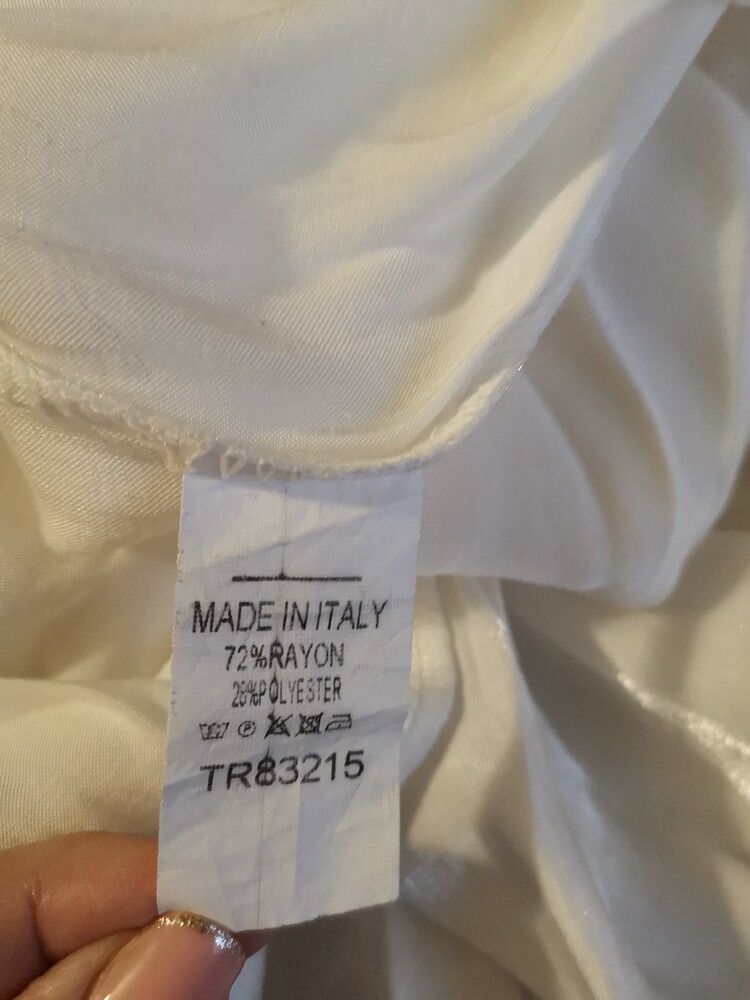 MADE IN ITALY
72%RAYON
28%POLYESTER
TR83215